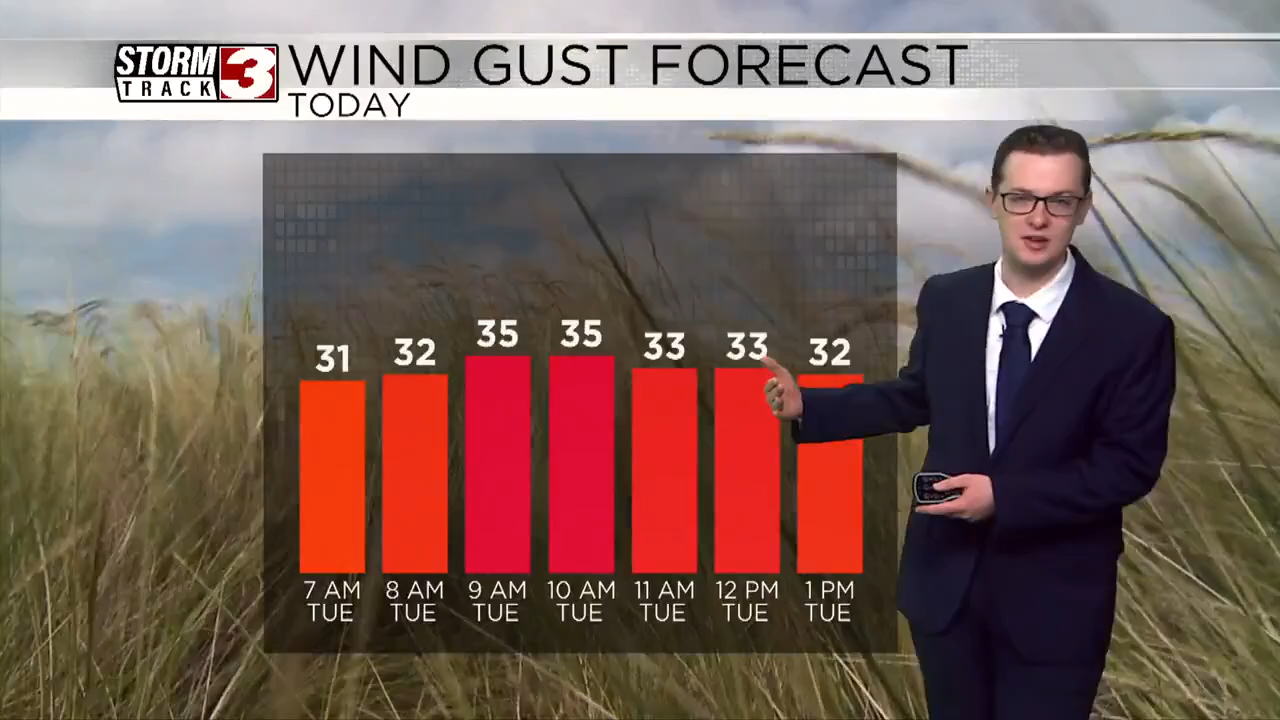 STORM
TRACK 3
WIND GUST FORECAST
TODAY
31 32 35 35 33 33 32
7 AM 8 AM 9 AM 10 AM 11 AM 12 PM 1 PM
TUE TUE TUE TUE TUE TUE TUE